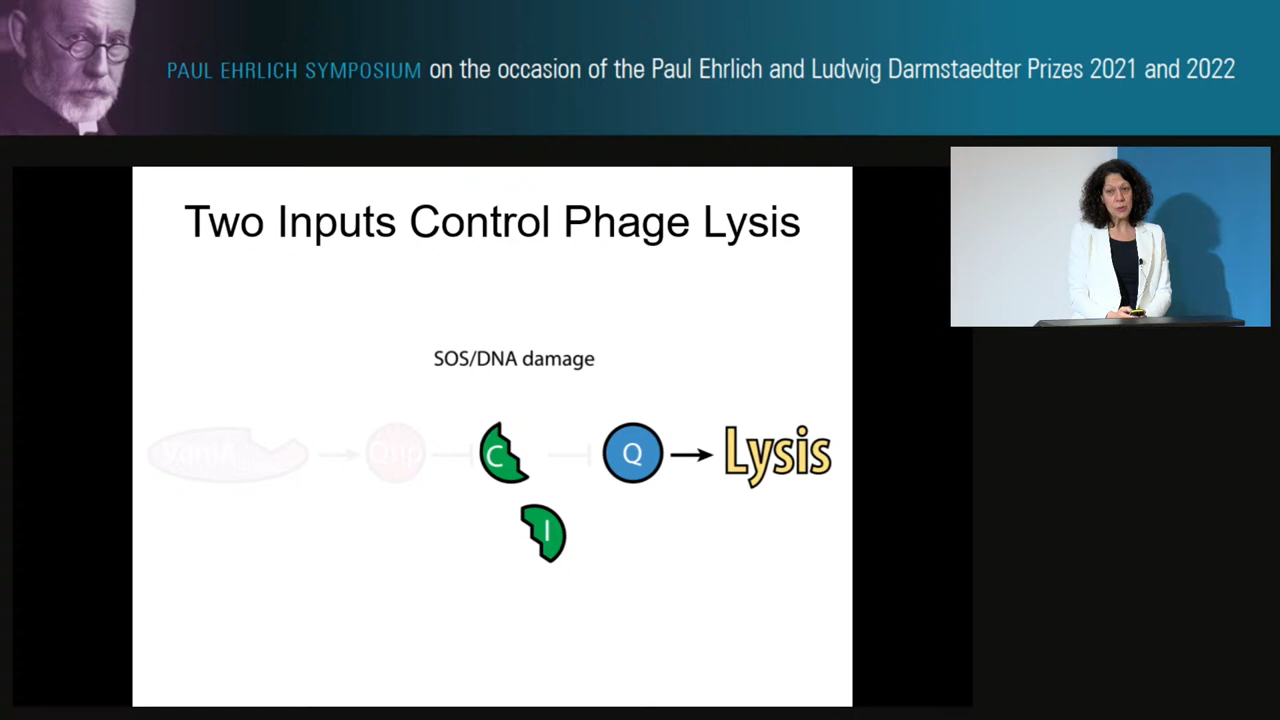 PAUL EHRLICH SYMPOSIUM on the occasion of the Paul Ehrlich and Ludwig Darmstaedter Prizes 2021 and 2022
Two Inputs Control Phage Lysis
SOS/DNA damage
C
Q
Lysis
I